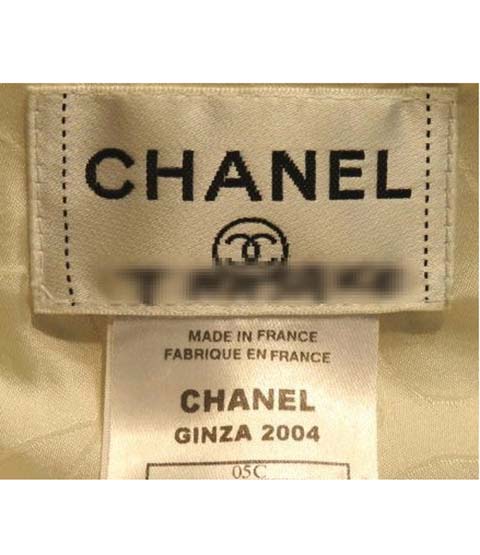 CHANEL
MADE IN FRANCE
FABRIQUE EN FRANCE
CHANEL
GINZA 2004
05C